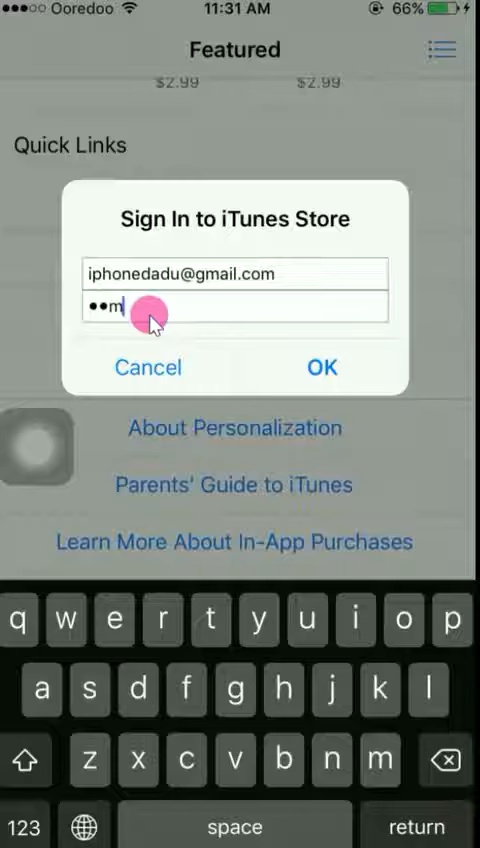 Ooredoo 11:31 AM 66%
Featured
$2.99 $2.99
Quick Links
Sign In to iTunes Store
iphonedadu@gmail.com
••m
Cancel OK
About Personalization
Parents' Guide to iTunes
Learn More About In-App Purchases
q w e r t y u i o p
a s d f g h j k l
z x c v b n m
123 space return